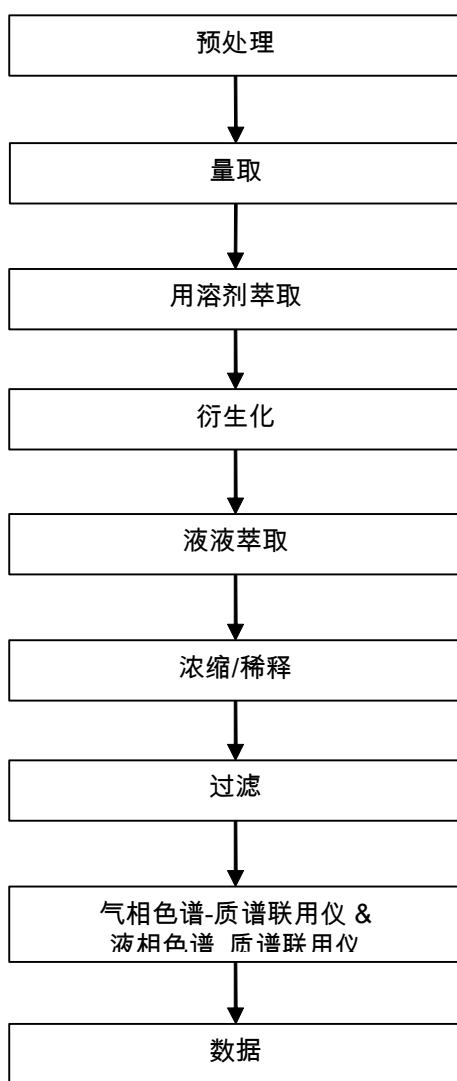 预处理
量取
用溶剂萃取
衍生化
液液萃取
浓缩/稀释
过滤
气相色谱-质谱联用仪 &
液相色谱-质谱联用仪
数据